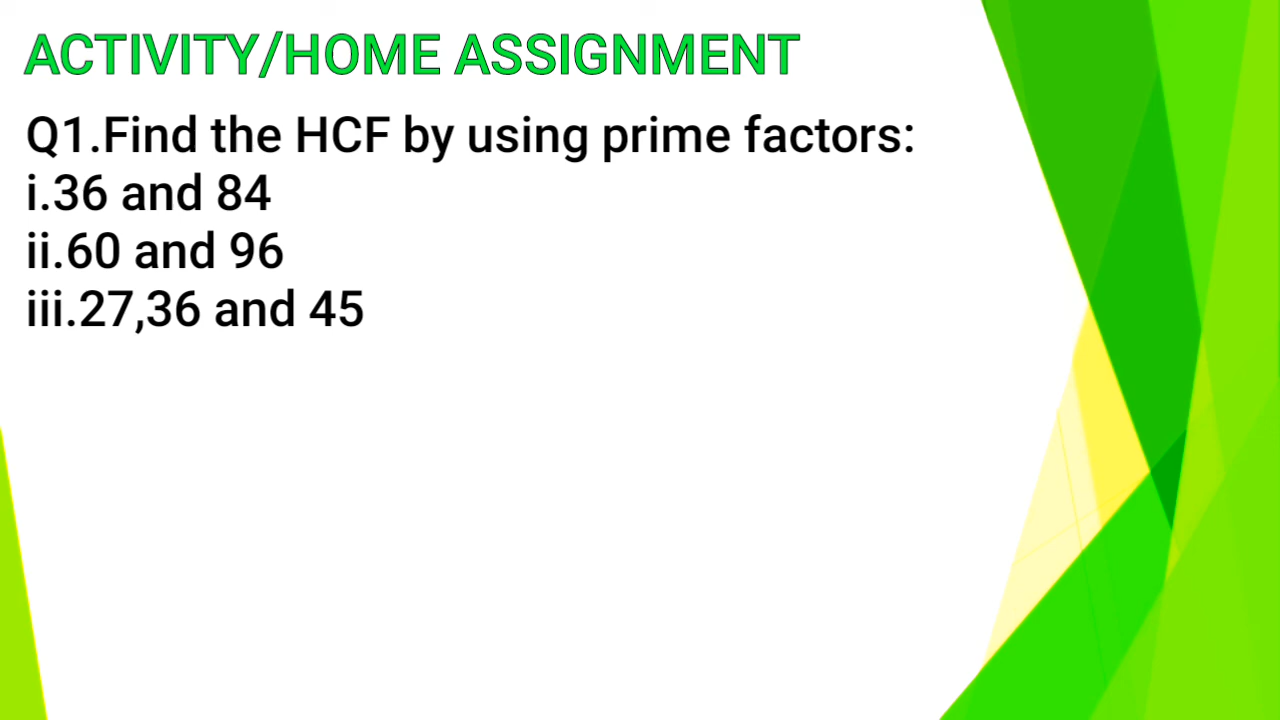 ACTIVITY/HOME ASSIGNMENT
Q1.Find the HCF by using prime factors:
i.36 and 84
ii.60 and 96
iii.27,36 and 45